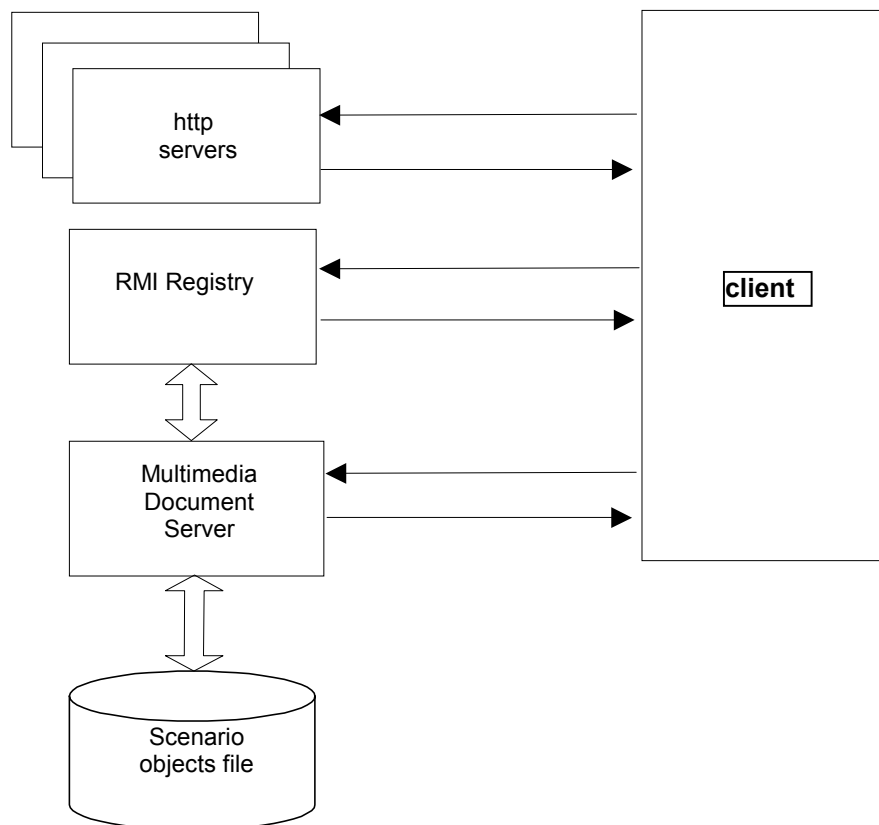 http
servers
RMI Registry
client
Multimedia
Document
Server
Scenario
objects file